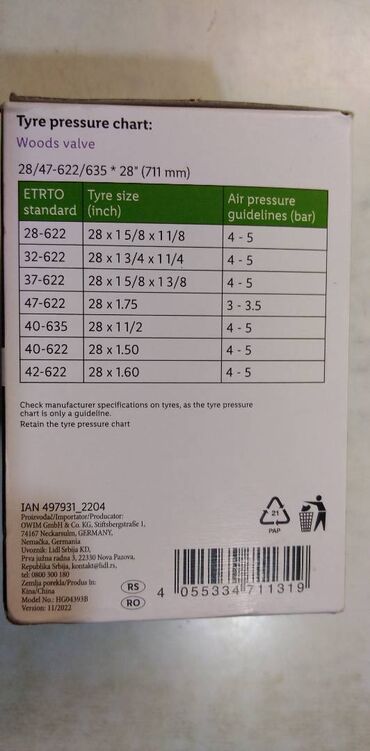 Tyre pressure chart:
Woods valve
28/47-622/635 * 28" (711 mm)
ETRTO standard Tyre size (inch) Air pressure guidelines (bar)
28-622 28 x 1 5/8 x 1 1/8 4 - 5
32-622 28 x 1 3/4 x 1 1/4 4 - 5
37-622 28 x 1 5/8 x 1 3/8 4 - 5
47-622 28 x 1.75 3 - 3.5
40-635 28 x 1 1/2 4 - 5
40-622 28 x 1.50 4 - 5
42-622 28 x 1.60 4 - 5
Check manufacturer specifications on tyres, as the tyre pressure
chart is only a guideline.
Retain the tyre pressure chart
IAN 497931_2204
Proizvođač/Importator/Producator:
OWIM GmbH & Co. KG, Stiftsbergstraße 1,
74167 Neckarsulm, GERMANY,
Nemačka, Germania
Uvoznik: Lidl Srbija KD,
Prva južna radna 3, 22330 Nova Pazova,
Republika Srbija, kontakt@lidl.rs,
tel: 0800 300 180
Zemlja porekla/Produs în:
Kina/China
Model No.: HG04393B
Version: 11/2022
RS
RO
21
PAP
4 055334 711319